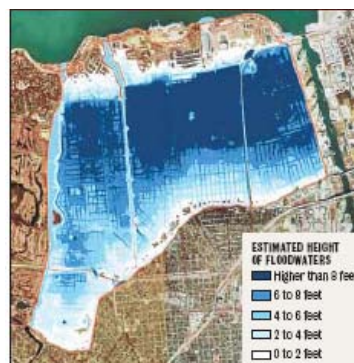 ESTIMATED HEIGHT
OF FLOODWATERS
Higher than 8 fee
6 to 8 feet
4 to 6 feet
2 to 4 feet
0 to 2 feet